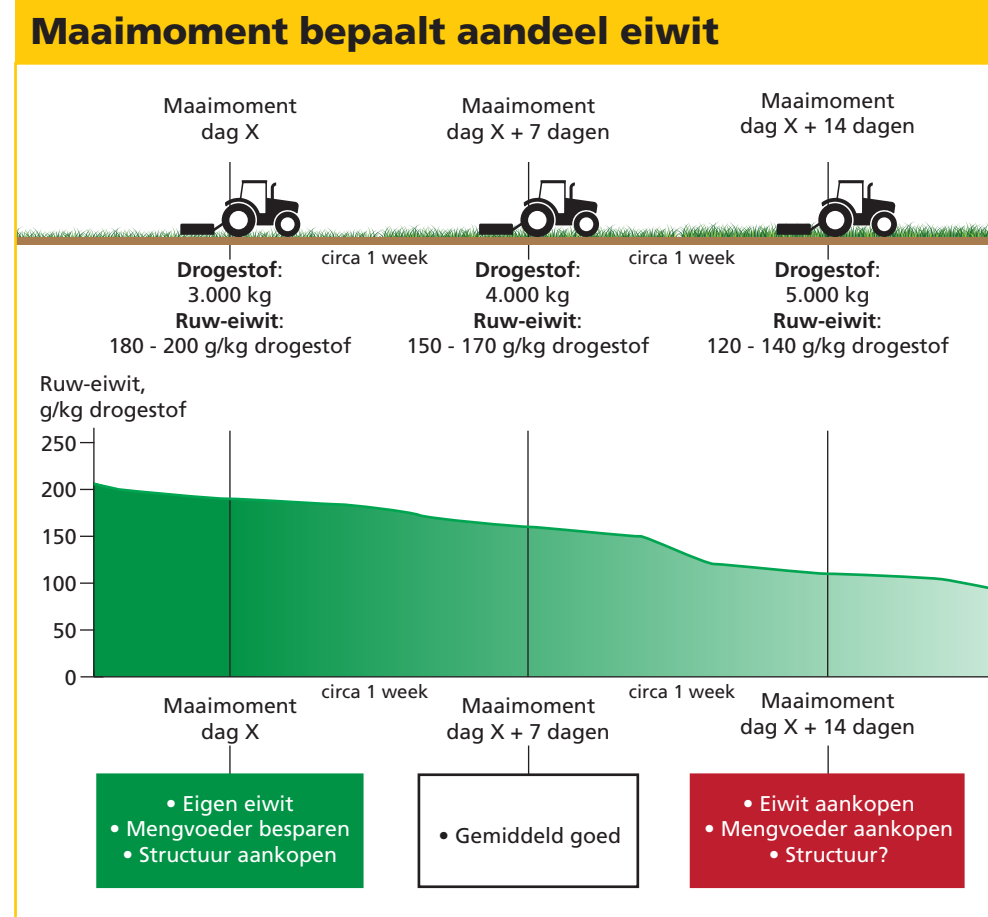 Maaimoment bepaalt aandeel eiwit
Maaimoment
dag X
Maaimoment
dag X + 7 dagen
Maaimoment
dag X + 14 dagen
circa 1 week
circa 1 week
Drogestof:
3.000 kg
Ruw-eiwit:
180 - 200 g/kg drogestof
Drogestof:
4.000 kg
Ruw-eiwit:
150 - 170 g/kg drogestof
Drogestof:
5.000 kg
Ruw-eiwit:
120 - 140 g/kg drogestof
Ruw-eiwit,
g/kg drogestof
250
200
150
100
50
0
circa 1 week
circa 1 week
Maaimoment
dag X
Maaimoment
dag X + 7 dagen
Maaimoment
dag X + 14 dagen
• Eigen eiwit
• Mengvoeder besparen
• Structuur aankopen
• Gemiddeld goed
• Eiwit aankopen
• Mengvoeder aankopen
• Structuur?